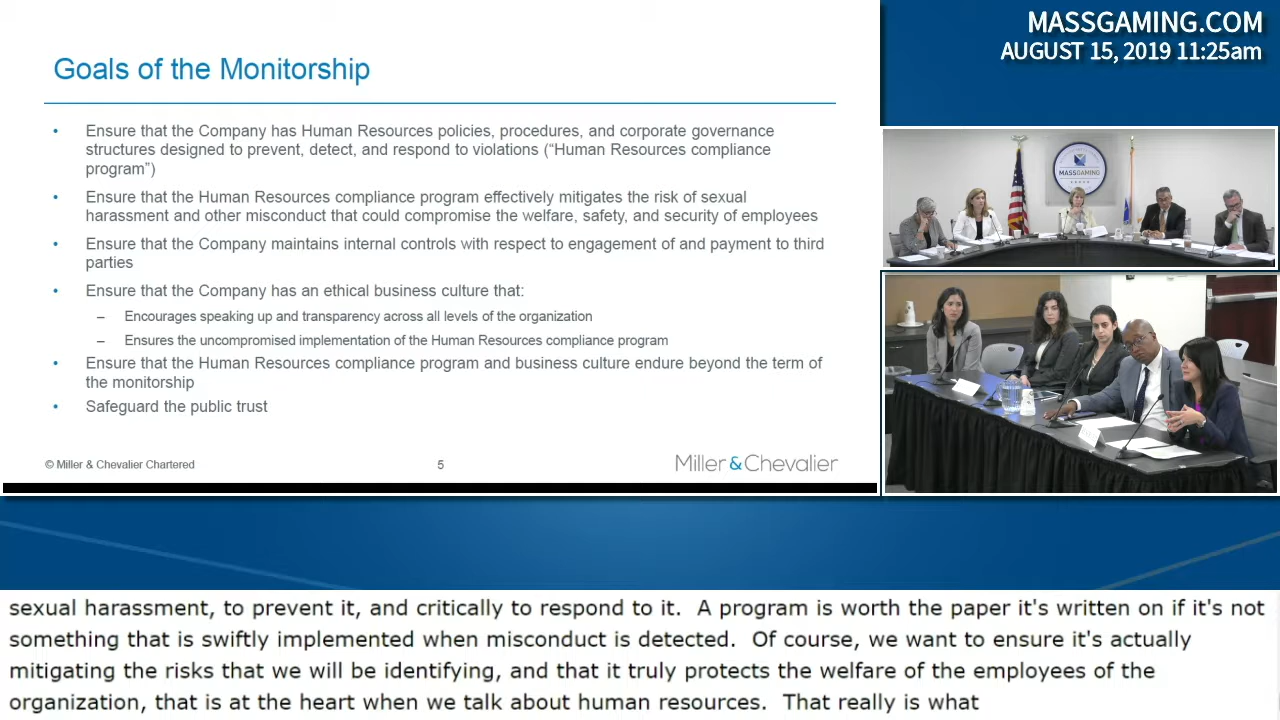 MASSGAMING.COM
AUGUST 15, 2019 11:25am
Goals of the Monitorship
• Ensure that the Company has Human Resources policies, procedures, and corporate governance
structures designed to prevent, detect, and respond to violations (“Human Resources compliance
program”)
• Ensure that the Human Resources compliance program effectively mitigates the risk of sexual
harassment and other misconduct that could compromise the welfare, safety, and security of employees
• Ensure that the Company maintains internal controls with respect to engagement of and payment to third
parties
• Ensure that the Company has an ethical business culture that:
– Encourages speaking up and transparency across all levels of the organization
– Ensures the uncompromised implementation of the Human Resources compliance program
• Ensure that the Human Resources compliance program and business culture endure beyond the term of
the monitorship
• Safeguard the public trust
© Miller & Chevalier Chartered
5
Miller & Chevalier
MASSGAMING
sexual harassment, to prevent it, and critically to respond to it.  A program is worth the paper it's written on if it's not
something that is swiftly implemented when misconduct is detected.  Of course, we want to ensure it's actually
mitigating the risks that we will be identifying, and that it truly protects the welfare of the employees of the
organization, that is at the heart when we talk about human resources.  That really is what